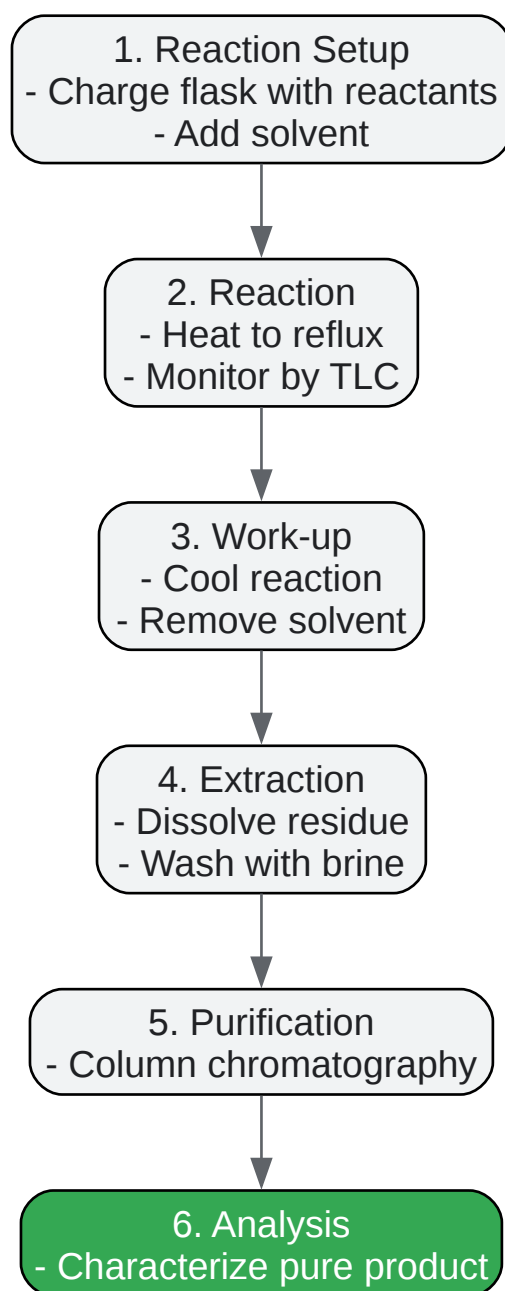 1. Reaction Setup
- Charge flask with reactants
- Add solvent
2. Reaction
- Heat to reflux
- Monitor by TLC
3. Work-up
- Cool reaction
- Remove solvent
4. Extraction
- Dissolve residue
- Wash with brine
5. Purification
- Column chromatography
6. Analysis
- Characterize pure product